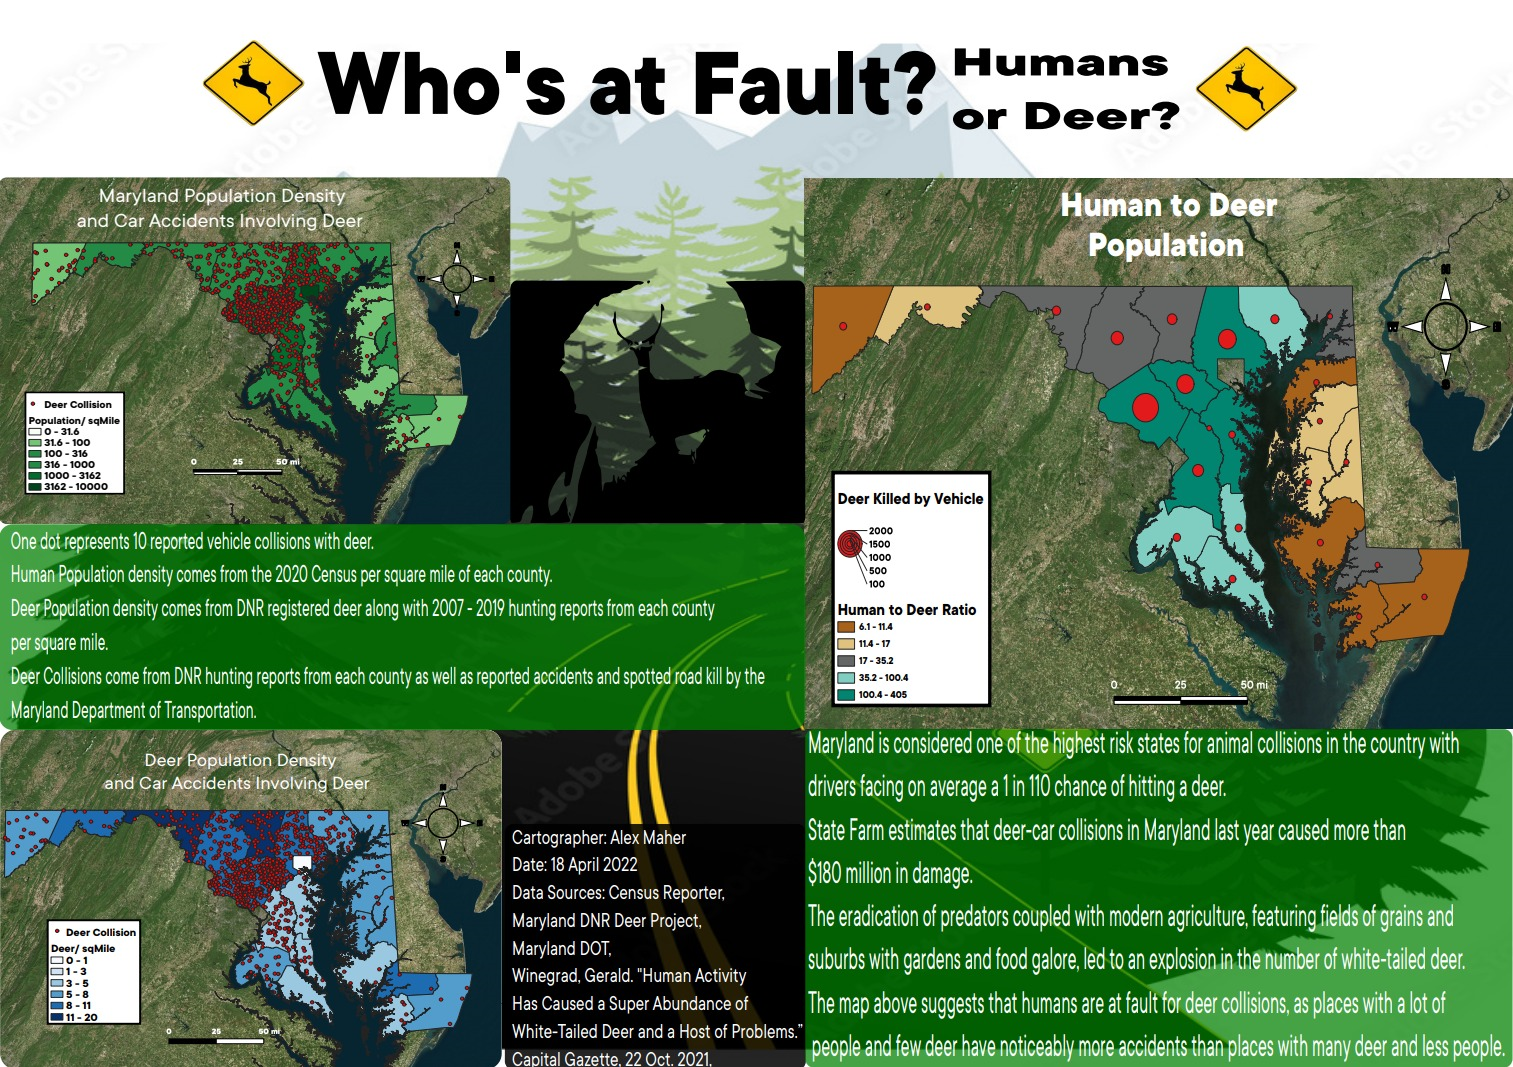 Who's at Fault?
Humans
or Deer?
Maryland Population Density
and Car Accidents Involving Deer
Deer Collision
Population/ sqMile
0 - 31.6
31.6 - 100
100 - 316
316 - 1000
1000 - 3162
3162 - 10000
0 25 50 mi
Human to Deer
Population
Deer Killed by Vehicle
2000
1500
1000
500
100
Human to Deer Ratio
6.1 - 11.4
11.4 - 17
17 - 35.2
35.2 - 100.4
100.4 - 405
0 25 50 mi
One dot represents 10 reported vehicle collisions with deer.
Human Population density comes from the 2020 Census per square mile of each county.
Deer Population density comes from DNR registered deer along with 2007 - 2019 hunting reports from each county
per square mile.
Deer Collisions come from DNR hunting reports from each county as well as reported accidents and spotted road kill by the
Maryland Department of Transportation.
Deer Population Density
and Car Accidents Involving Deer
Deer Collision
Deer/ sqMile
0 - 1
1 - 3
3 - 5
5 - 8
8 - 11
11 - 20
0 25 50 mi
Cartographer: Alex Maher
Date: 18 April 2022
Data Sources: Census Reporter,
Maryland DNR Deer Project,
Maryland DOT,
Winegrad, Gerald. "Human Activity
Has Caused a Super Abundance of
White-Tailed Deer and a Host of Problems.”
Capital Gazette, 22 Oct. 2021,
Maryland is considered one of the highest risk states for animal collisions in the country with
drivers facing on average a 1 in 110 chance of hitting a deer.
State Farm estimates that deer-car collisions in Maryland last year caused more than
$180 million in damage.
The eradication of predators coupled with modern agriculture, featuring fields of grains and
suburbs with gardens and food galore, led to an explosion in the number of white-tailed deer.
The map above suggests that humans are at fault for deer collisions, as places with a lot of
people and few deer have noticeably more accidents than places with many deer and less people.